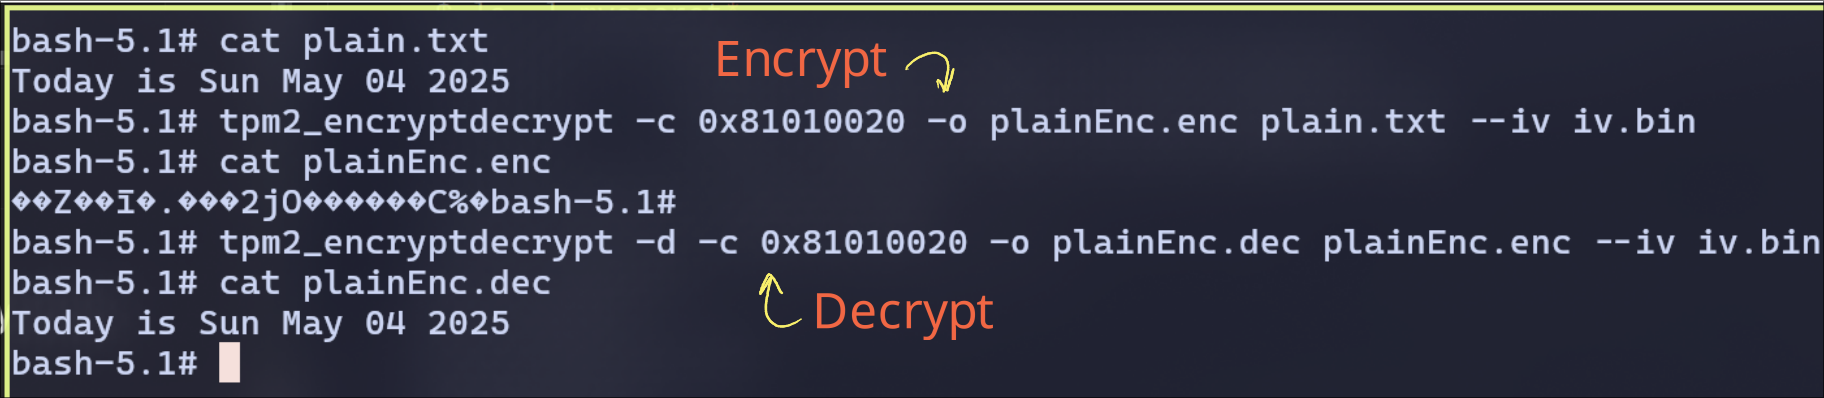 bash-5.1# cat plain.txt
Encrypt
Today is Sun May 04 2025
bash-5.1# tpm2_encryptdecrypt -c 0x81010020 -o plainEnc.enc plain.txt --iv iv.bin
bash-5.1# cat plainEnc.enc
��Z��ī�.���2jO������C%�bash-5.1#
bash-5.1# tpm2_encryptdecrypt -d -c 0x81010020 -o plainEnc.dec plainEnc.enc --iv iv.bin
bash-5.1# cat plainEnc.dec
Decrypt
Today is Sun May 04 2025
bash-5.1#